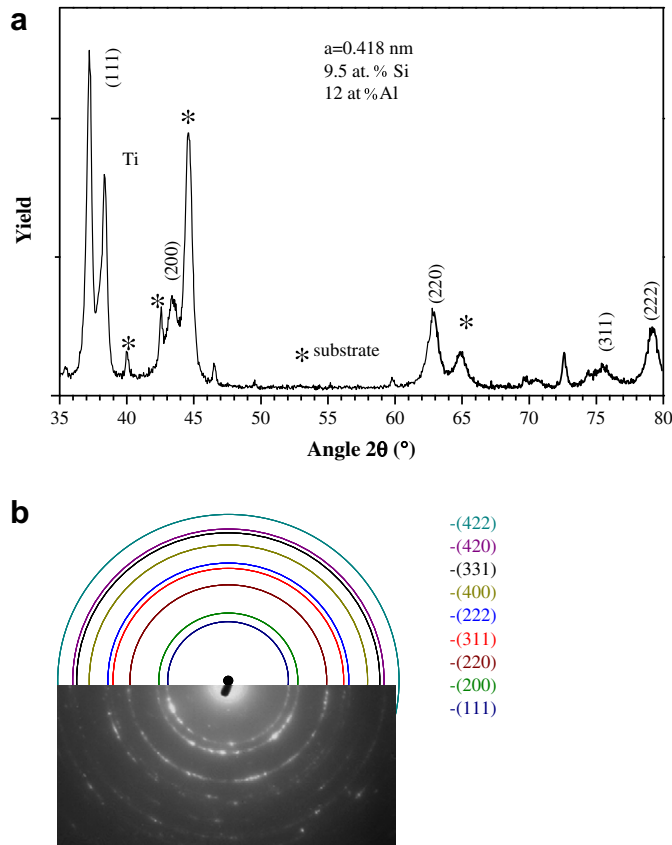 a
a=0.418 nm
9.5 at. % Si
12 at %Al
(111)
Ti
*
*
*
(200)
*
* substrate
(220)
*
(311)
(222)
Yield
35 40 45 50 55 60 65 70 75 80
Angle 2θ (°)
b
-(422)
-(420)
-(331)
-(400)
-(222)
-(311)
-(220)
-(200)
-(111)